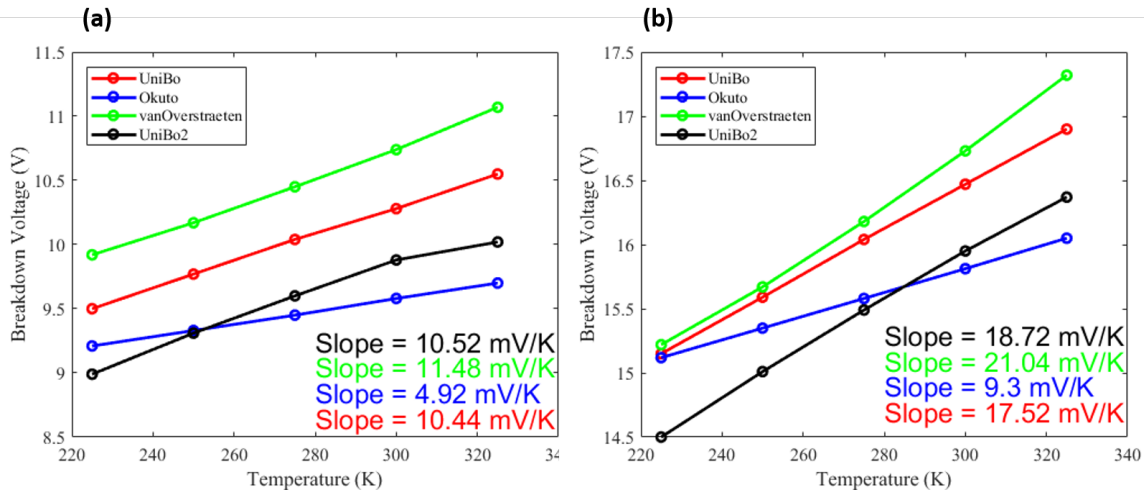 (a)
11.5
11
10.5
10
9.5
9
8.5
220
240
260
280
300
320
34
Temperature (K)
Breakdown Voltage (V)
UniBo
Okuto
vanOverstraeten
UniBo2
Slope = 10.52 mV/K
Slope = 11.48 mV/K
Slope = 4.92 mV/K
Slope = 10.44 mV/K
(b)
17.5
17
16.5
16
15.5
15
14.5
220
240
260
280
300
320
340
Temperature (K)
Breakdown Voltage (V)
UniBo
Okuto
vanOverstraeten
UniBo2
Slope = 18.72 mV/K
Slope = 21.04 mV/K
Slope = 9.3 mV/K
Slope = 17.52 mV/K